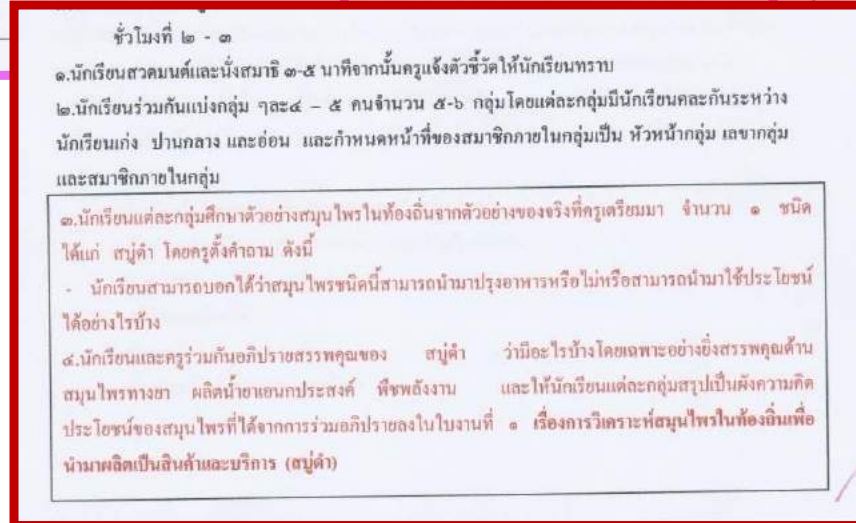 ชั่วโมงที่ ๒ - ๓
๑.นักเรียนสวดมนต์และนั่งสมาธิ ๓-๕ นาทีจากนั้นครูแจ้งตัวชี้วัดให้นักเรียนทราบ
๒.นักเรียนร่วมกันแบ่งกลุ่ม ๆละ๔ – ๕ คนจำนวน ๕-๖ กลุ่มโดยแต่ละกลุ่มมีนักเรียนคละกันระหว่าง
นักเรียนเก่ง ปานกลาง และอ่อน และกำหนดหน้าที่ของสมาชิกภายในกลุ่มเป็น หัวหน้ากลุ่ม เลขากลุ่ม
และสมาชิกภายในกลุ่ม
๓.นักเรียนแต่ละกลุ่มศึกษาตัวอย่างสมุนไพรในท้องถิ่นจากตัวอย่างของจริงที่ครูเตรียมมา จำนวน ๑ ชนิด
ได้แก่ สบู่ดำ โดยครูตั้งคำถาม ดังนี้
- นักเรียนสามารถบอกได้ว่าสมุนไพรชนิดนี้สามารถนำมาปรุงอาหารหรือไม่หรือสามารถนำมาใช้ประโยชน์
ได้อย่างไรบ้าง
๔.นักเรียนและครูร่วมกันอภิปรายสรรพคุณของ สบู่ดำ ว่ามีอะไรบ้างโดยเฉพาะอย่างยิ่งสรรพคุณด้าน
สมุนไพรทางยา ผลิตน้ำยาเอนกประสงค์ พืชพลังงาน และให้นักเรียนแต่ละกลุ่มสรุปเป็นผังความคิด
ประโยชน์ของสมุนไพรที่ได้จากการร่วมอภิปรายลงในใบงานที่ ๑ เรื่องการวิเคราะห์สมุนไพรในท้องถิ่นเพื่อ
นำมาผลิตเป็นสินค้าและบริการ (สบู่ดำ)